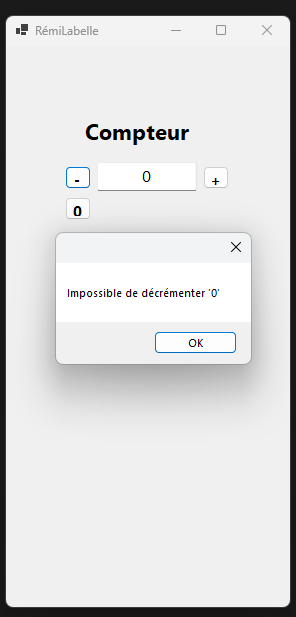 RémiLabelle
Compteur
- 0 +
0
Impossible de décrémenter '0'
OK